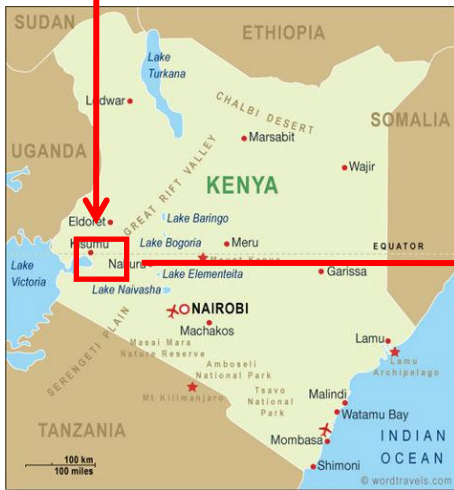 SUDAN
ETHIOPIA
Lake
Turkana
Lodwar
CHALBI DESERT
SOMALIA
Marsabit
UGANDA
Wajir
GREAT RIFT VALLEY
KENYA
Eldoret
Lake Baringo
Kisumu
Lake Bogoria
Meru
EQUATOR
Lake
Victoria
Nakuru
Lake Elementeita
Garissa
Lake Naivasha
NAIROBI
Machakos
SERENGETI PLAIN
Masai Mara
Nature Reserve
Lamu
Lamu
Archipelago
Amboseli
National Park
Mt Kilimanjaro
Tsavo
National
Park
Malindi
Watamu Bay
TANZANIA
Mombasa
INDIAN
OCEAN
100 km
100 miles
Shimoni
© wordtravels.com